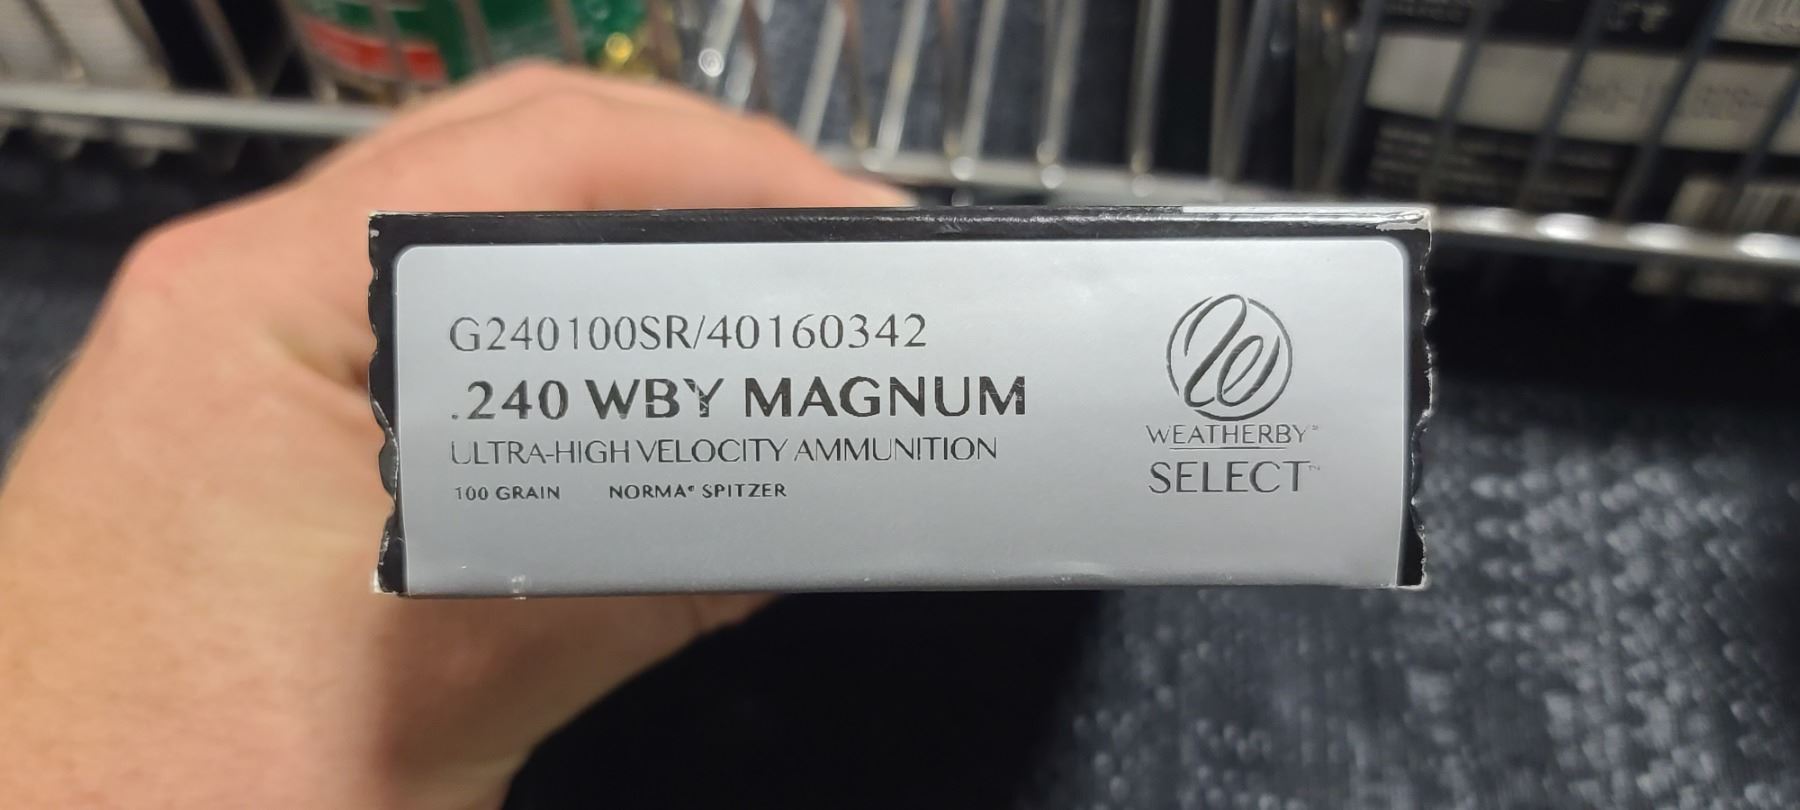 G240100SR/40160342
.240 WBY MAGNUM
ULTRA-HIGH VELOCITY AMMUNITION
100 GRAIN NORMA® SPITZER
WEATHERBY®
SELECT™